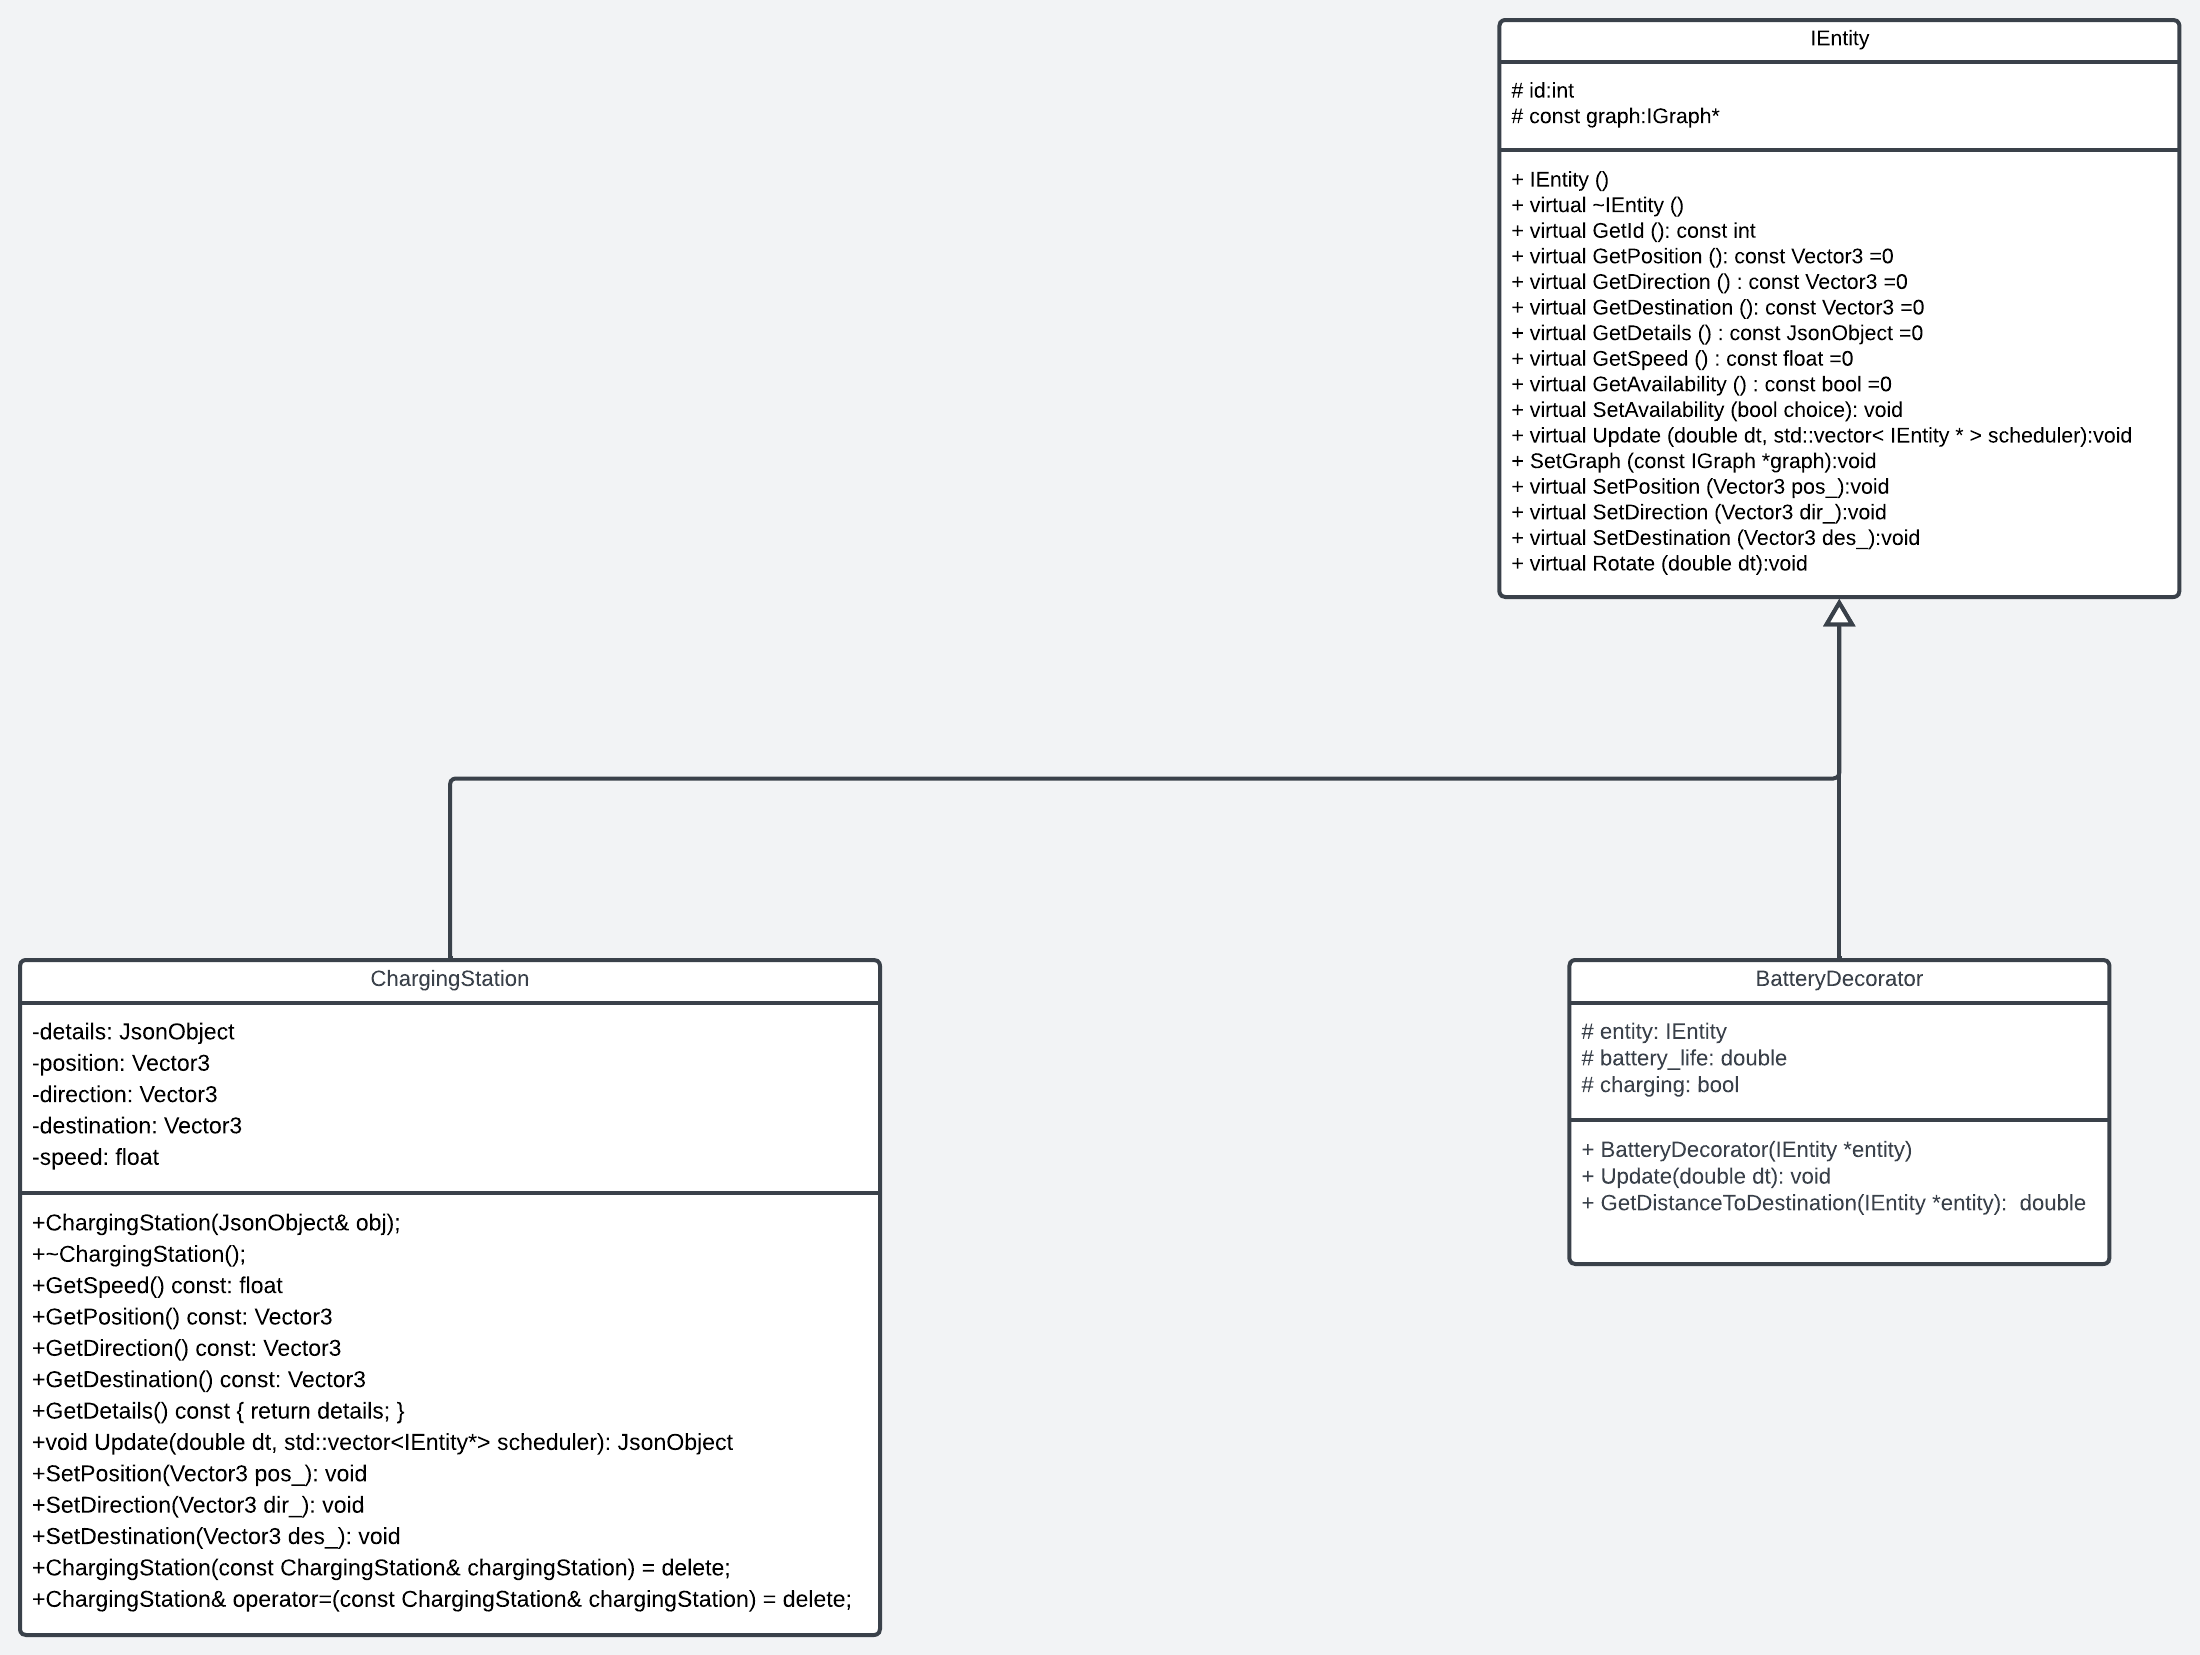 IEntity
# id:int
# const graph:IGraph*
+ IEntity ()
+ virtual ~IEntity ()
+ virtual GetId (): const int
+ virtual GetPosition (): const Vector3 =0
+ virtual GetDirection () : const Vector3 =0
+ virtual GetDestination (): const Vector3 =0
+ virtual GetDetails () : const JsonObject =0
+ virtual GetSpeed () : const float =0
+ virtual GetAvailability () : const bool =0
+ virtual SetAvailability (bool choice): void
+ virtual Update (double dt, std::vector< IEntity * > scheduler):void
+ SetGraph (const IGraph *graph):void
+ virtual SetPosition (Vector3 pos_):void
+ virtual SetDirection (Vector3 dir_):void
+ virtual SetDestination (Vector3 des_):void
+ virtual Rotate (double dt):void
ChargingStation
-details: JsonObject
-position: Vector3
-direction: Vector3
-destination: Vector3
-speed: float
+ChargingStation(JsonObject& obj);
+~ChargingStation();
+GetSpeed() const: float
+GetPosition() const: Vector3
+GetDirection() const: Vector3
+GetDestination() const: Vector3
+GetDetails() const { return details; }
+void Update(double dt, std::vector<IEntity*> scheduler): JsonObject
+SetPosition(Vector3 pos_): void
+SetDirection(Vector3 dir_): void
+SetDestination(Vector3 des_): void
+ChargingStation(const ChargingStation& chargingStation) = delete;
+ChargingStation& operator=(const ChargingStation& chargingStation) = delete;
BatteryDecorator
# entity: IEntity
# battery_life: double
# charging: bool
+ BatteryDecorator(IEntity *entity)
+ Update(double dt): void
+ GetDistanceToDestination(IEntity *entity):  double